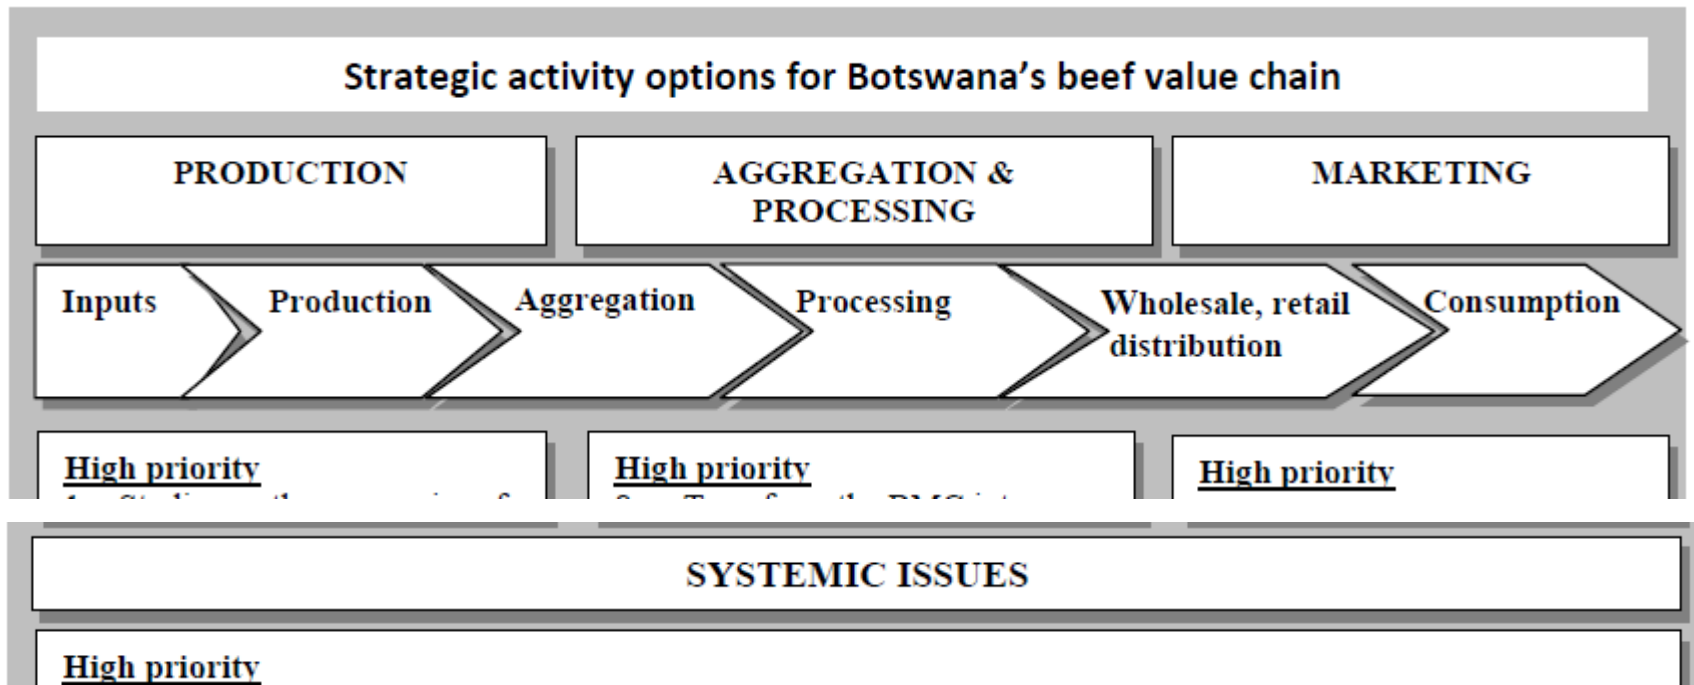 Strategic activity options for Botswana's beef value chain
PRODUCTION
AGGREGATION &
PROCESSING
MARKETING
Inputs
Production
Aggregation
Processing
Wholesale, retail
distribution
Consumption
High priority
High priority
High priority
SYSTEMIC ISSUES
High priority